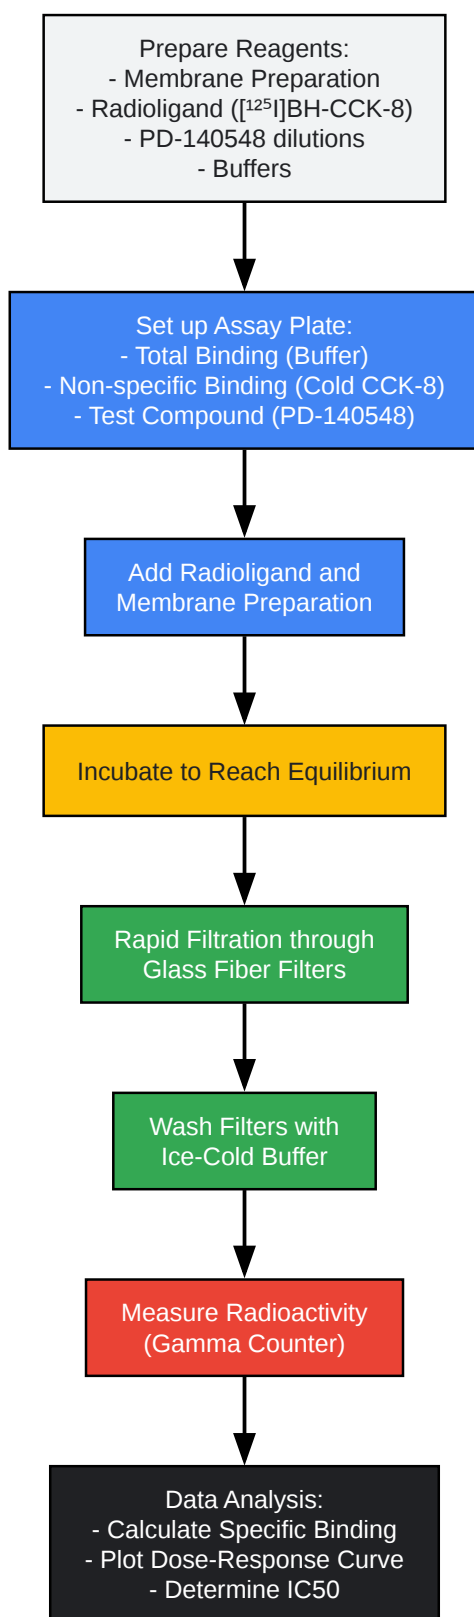 Prepare Reagents:
- Membrane Preparation
- Radioligand ([¹²⁵I]BH-CCK-8)
- PD-140548 dilutions
- Buffers
Set up Assay Plate:
- Total Binding (Buffer)
- Non-specific Binding (Cold CCK-8)
- Test Compound (PD-140548)
Add Radioligand and
Membrane Preparation
Incubate to Reach Equilibrium
Rapid Filtration through
Glass Fiber Filters
Wash Filters with
Ice-Cold Buffer
Measure Radioactivity
(Gamma Counter)
Data Analysis:
- Calculate Specific Binding
- Plot Dose-Response Curve
- Determine IC50